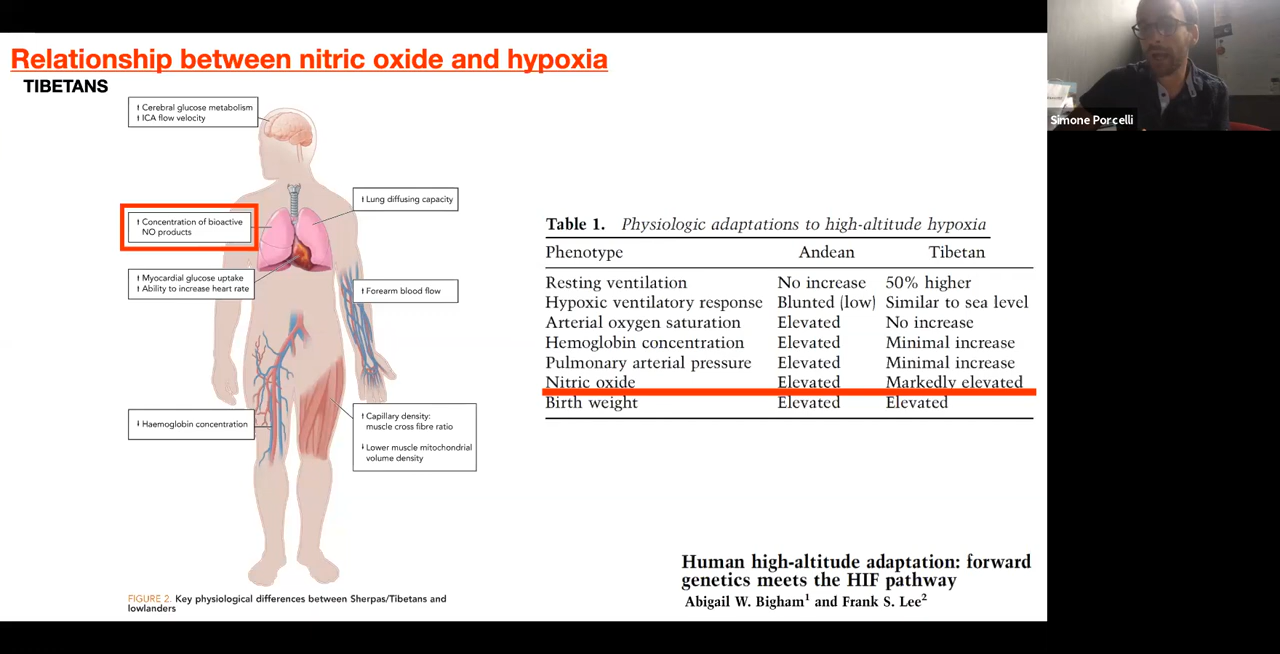 Relationship between nitric oxide and hypoxia
TIBETANS
↑ Cerebral glucose metabolism
↑ ICA flow velocity
↑ Lung diffusing capacity
↑ Concentration of bioactive
NO products
↑ Myocardial glucose uptake
↑ Ability to increase heart rate
↑ Forearm blood flow
↓ Haemoglobin concentration
↑ Capillary density:
muscle cross fibre ratio
↓ Lower muscle mitochondrial
volume density
FIGURE 2. Key physiological differences between Sherpas/Tibetans and
lowlanders
Table 1. Physiologic adaptations to high-altitude hypoxia
Phenotype Andean Tibetan
Resting ventilation No increase 50% higher
Hypoxic ventilatory response Blunted (low) Similar to sea level
Arterial oxygen saturation Elevated No increase
Hemoglobin concentration Elevated Minimal increase
Pulmonary arterial pressure Elevated Minimal increase
Nitric oxide Elevated Markedly elevated
Birth weight Elevated Elevated
Human high-altitude adaptation: forward
genetics meets the HIF pathway
Abigail W. Bigham1 and Frank S. Lee2
Simone Porcelli